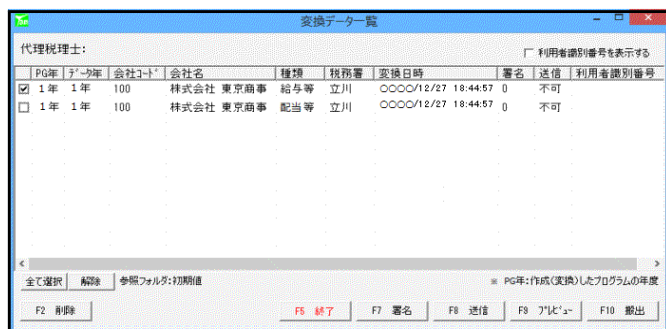 変換データ一覧
代理税理士:
利用者識別番号を表示する
PG年 データ年 会社コード 会社名 種類 税務署 変換日時 署名 送信 利用者識別番号
1年 1年 100 株式会社 東京商事 給与等 立川 〇〇〇〇/12/27 18:44:57 0 不可
1年 1年 100 株式会社 東京商事 配当等 立川 〇〇〇〇/12/27 18:44:57 0 不可
全て選択 解除 参照フォルダ:初期値 ※ PG年:作成(変換)したプログラムの年度
F2 削除 F5 終了 F7 署名 F8 送信 F9 プレビュー F10 搬出